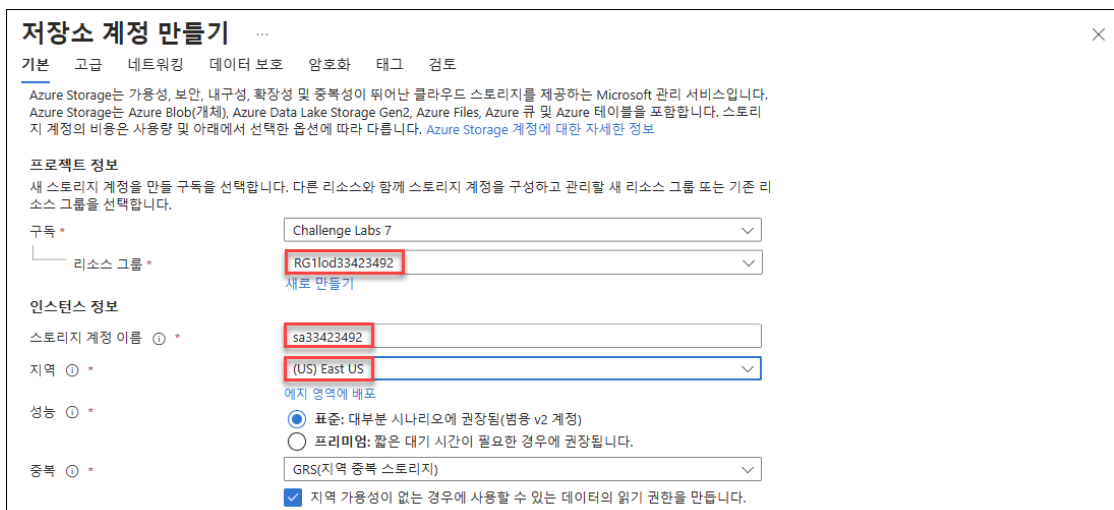 저장소 계정 만들기 ...
기본 고급 네트워킹 데이터 보호 암호화 태그 검토
Azure Storage는 가용성, 보안, 내구성, 확장성 및 중복성이 뛰어난 클라우드 스토리지를 제공하는 Microsoft 관리 서비스입니다.
Azure Storage는 Azure Blob(개체), Azure Data Lake Storage Gen2, Azure Files, Azure 큐 및 Azure 테이블을 포함합니다. 스토리
지 계정의 비용은 사용량 및 아래에서 선택한 옵션에 따라 다릅니다. Azure Storage 계정에 대한 자세한 정보
프로젝트 정보
새 스토리지 계정을 만들 구독을 선택합니다. 다른 리소스와 함께 스토리지 계정을 구성하고 관리할 새 리소스 그룹 또는 기존 리
소스 그룹을 선택합니다.
구독 * Challenge Labs 7
리소스 그룹 * RG1lod33423492
새로 만들기
인스턴스 정보
스토리지 계정 이름 * sa33423492
지역 * (US) East US
에지 영역에 배포
성능 * 표준: 대부분 시나리오에 권장됨(범용 v2 계정)
프리미엄: 짧은 대기 시간이 필요한 경우에 권장됩니다.
중복 * GRS(지역 중복 스토리지)
지역 가용성이 없는 경우에 사용할 수 있는 데이터의 읽기 권한을 만듭니다.